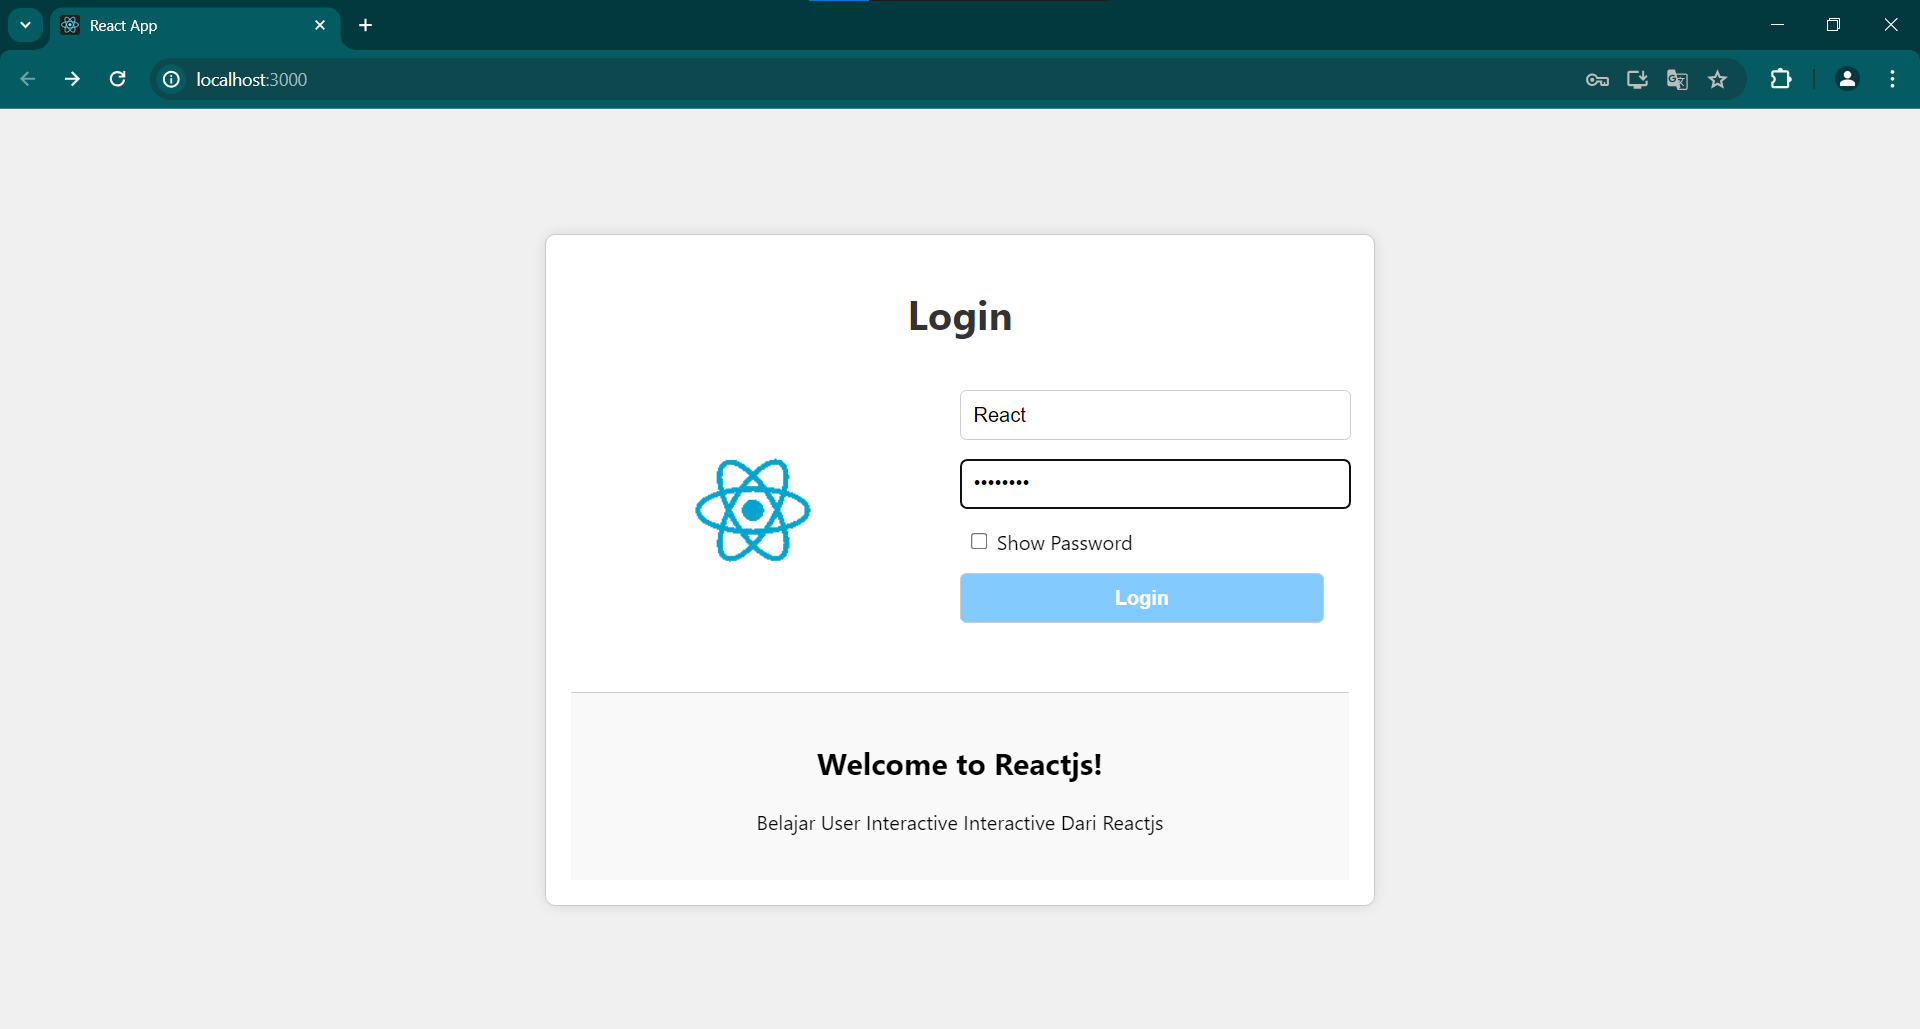 React App
localhost:3000
Login
React
••••••••
Show Password
Login
Welcome to Reactjs!
Belajar User Interactive Interactive Dari Reactjs